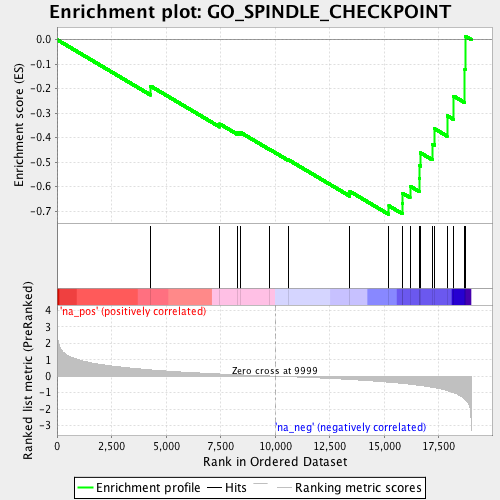 Enrichment plot: GO_SPINDLE_CHECKPOINT
Enrichment score (ES)
0.0
-0.1
-0.2
-0.3
-0.4
-0.5
-0.6
-0.7
'na_pos' (positively correlated)
Ranked list metric (PreRanked)
4
3
2
1
0
-1
-2
-3
Zero cross at 9999
'na_neg' (negatively correlated)
0
2,500
5,000
7,500
10,000
12,500
15,000
17,500
Rank in Ordered Dataset
Enrichment profile
Hits
Ranking metric scores